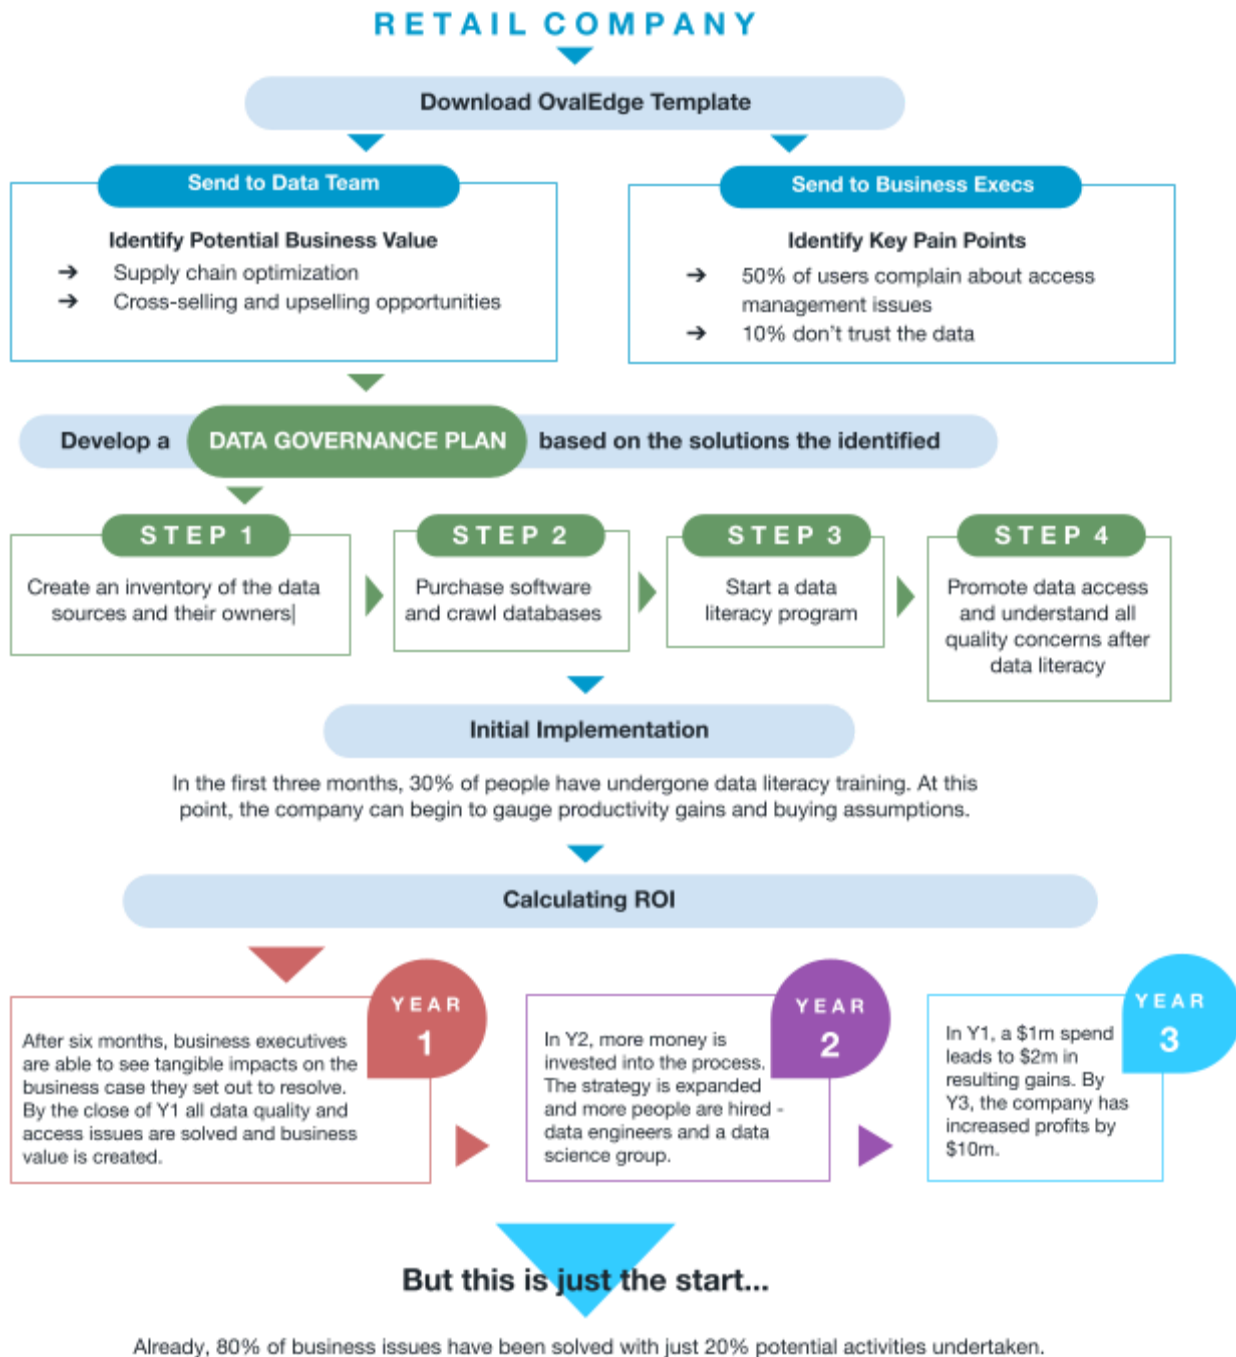 RETAIL COMPANY
Download OvalEdge Template
Send to Data Team
Identify Potential Business Value
➔ Supply chain optimization
➔ Cross-selling and upselling opportunities
Send to Business Execs
Identify Key Pain Points
➔ 50% of users complain about access
management issues
➔ 10% don't trust the data
Develop a DATA GOVERNANCE PLAN based on the solutions the identified
STEP 1
Create an inventory of the data
sources and their owners|
STEP 2
Purchase software
and crawl databases
STEP 3
Start a data
literacy program
STEP 4
Promote data access
and understand all
quality concerns after
data literacy
Initial Implementation
In the first three months, 30% of people have undergone data literacy training. At this
point, the company can begin to gauge productivity gains and buying assumptions.
Calculating ROI
YEAR
1
After six months, business executives
are able to see tangible impacts on the
business case they set out to resolve.
By the close of Y1 all data quality and
access issues are solved and business
value is created.
YEAR
2
In Y2, more money is
invested into the process.
The strategy is expanded
and more people are hired -
data engineers and a data
science group.
YEAR
3
In Y1, a $1m spend
leads to $2m in
resulting gains. By
Y3, the company has
increased profits by
$10m.
But this is just the start...
Already, 80% of business issues have been solved with just 20% potential activities undertaken.